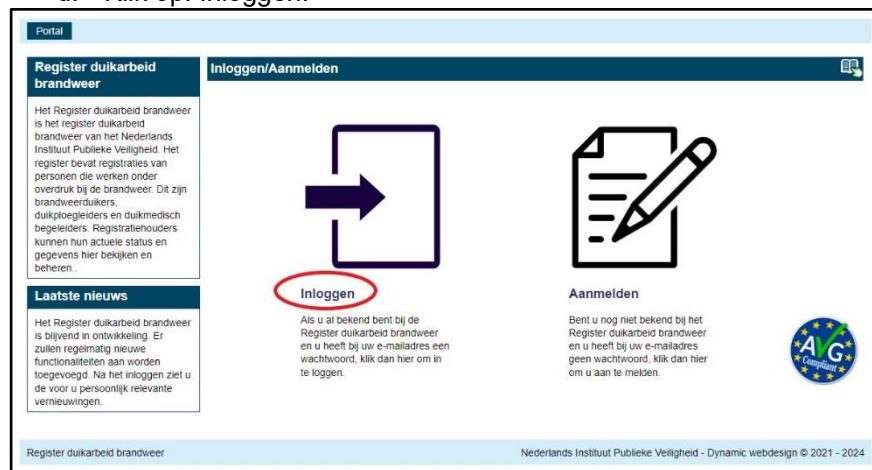 Portal
Register duikarbeid
brandweer
Het Register duikarbeid brandweer
is het register duikarbeid
brandweer van het Nederlands
Instituut Publieke Veiligheid. Het
register bevat registraties van
personen die werken onder
overdruk bij de brandweer. Dit zijn
brandweerduikers,
duikploegleiders en duikmedisch
begeleiders. Registratiehouders
kunnen hun actuele status en
gegevens hier bekijken en
beheren..
Laatste nieuws
Het Register duikarbeid brandweer
is blijvend in ontwikkeling. Er
zullen regelmatig nieuwe
functionaliteiten aan worden
toegevoegd. Na het inloggen ziet u
de voor u persoonlijk relevante
vernieuwingen.
Inloggen/Aanmelden
Inloggen
Als u al bekend bent bij de
Register duikarbeid brandweer
en u heeft bij uw e-mailadres een
wachtwoord, klik dan hier om in
te loggen.
Aanmelden
Bent u nog niet bekend bij het
Register duikarbeid brandweer
en u heeft bij uw e-mailadres
geen wachtwoord, klik dan hier
om u aan te melden.
AVG
Compliant
Register duikarbeid brandweer
Nederlands Instituut Publieke Veiligheid - Dynamic webdesign © 2021 - 2024